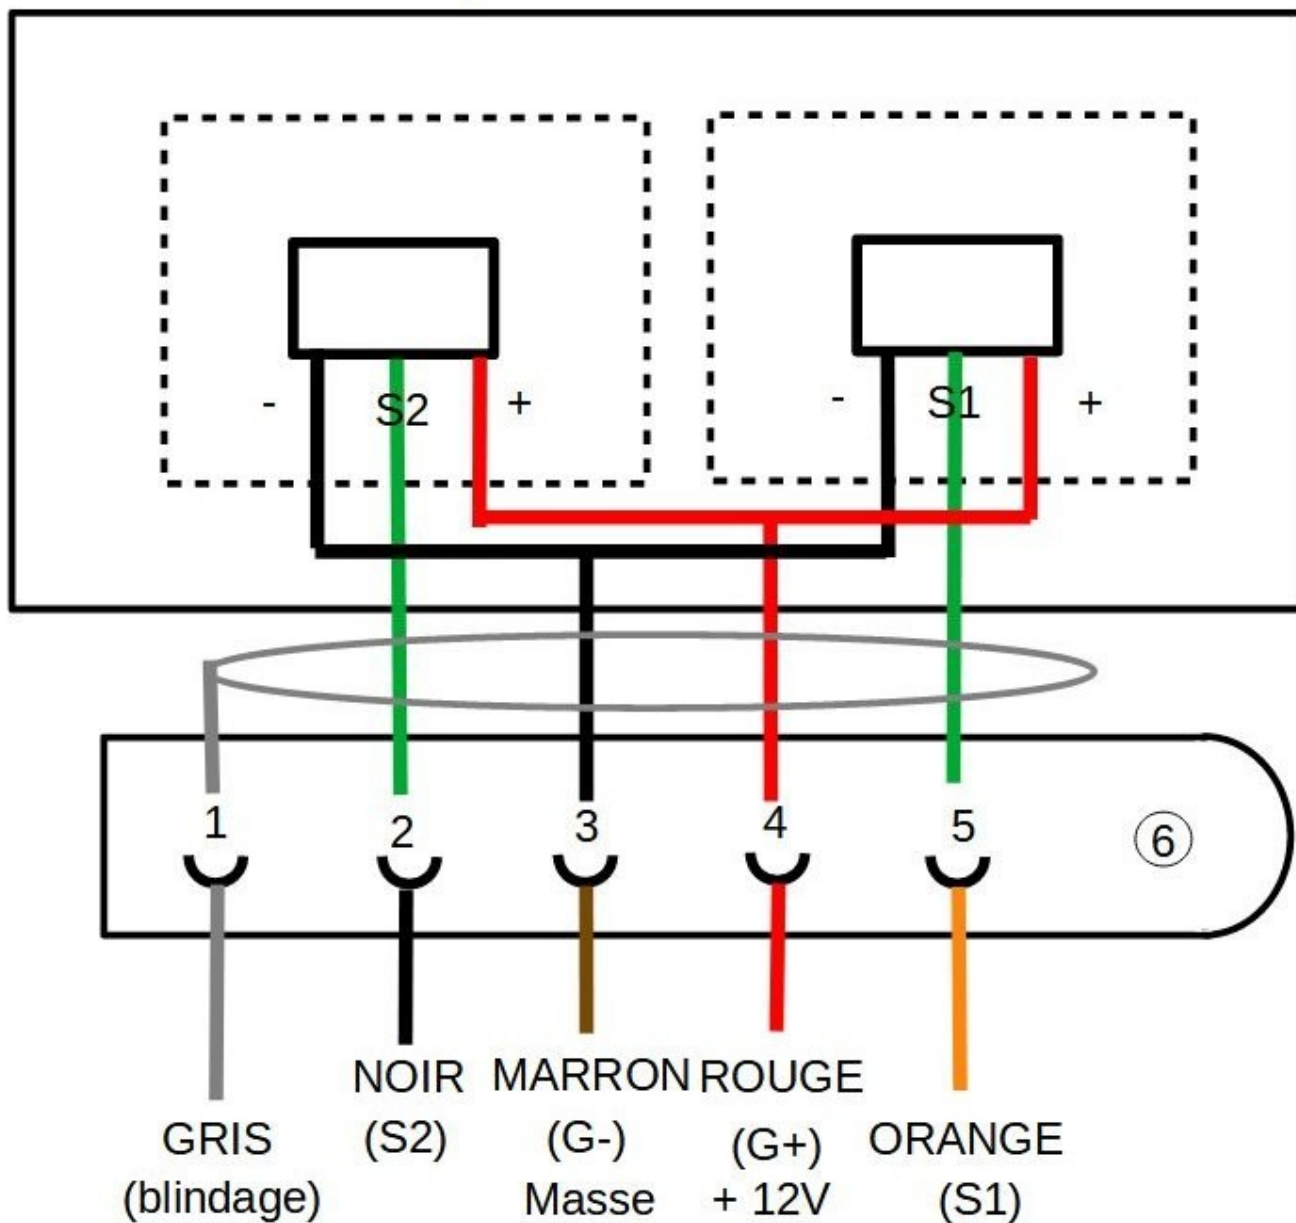 - S2 +
- S1 +
1 2 3 4 5 6
NOIR MARRON ROUGE
GRIS (S2) (G-) (G+) ORANGE
(blindage) Masse + 12V (S1)